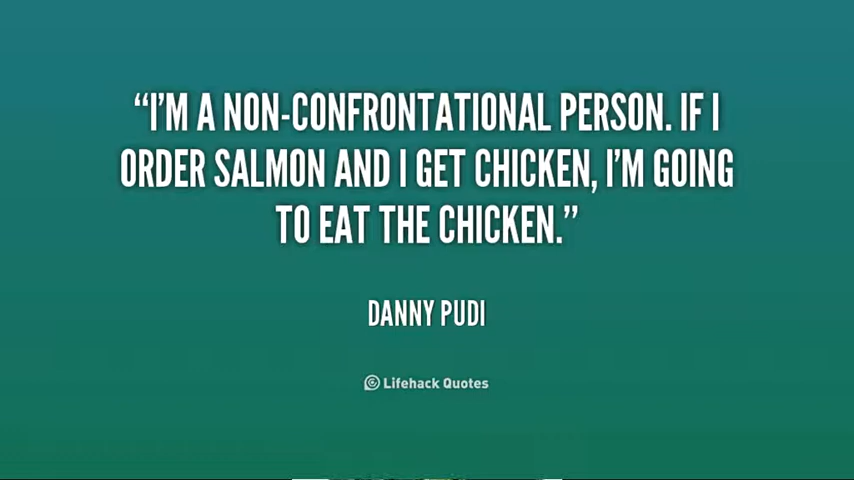 “I’M A NON-CONFRONTATIONAL PERSON. IF I
ORDER SALMON AND I GET CHICKEN, I’M GOING
TO EAT THE CHICKEN.”
DANNY PUDI
Lifehack Quotes